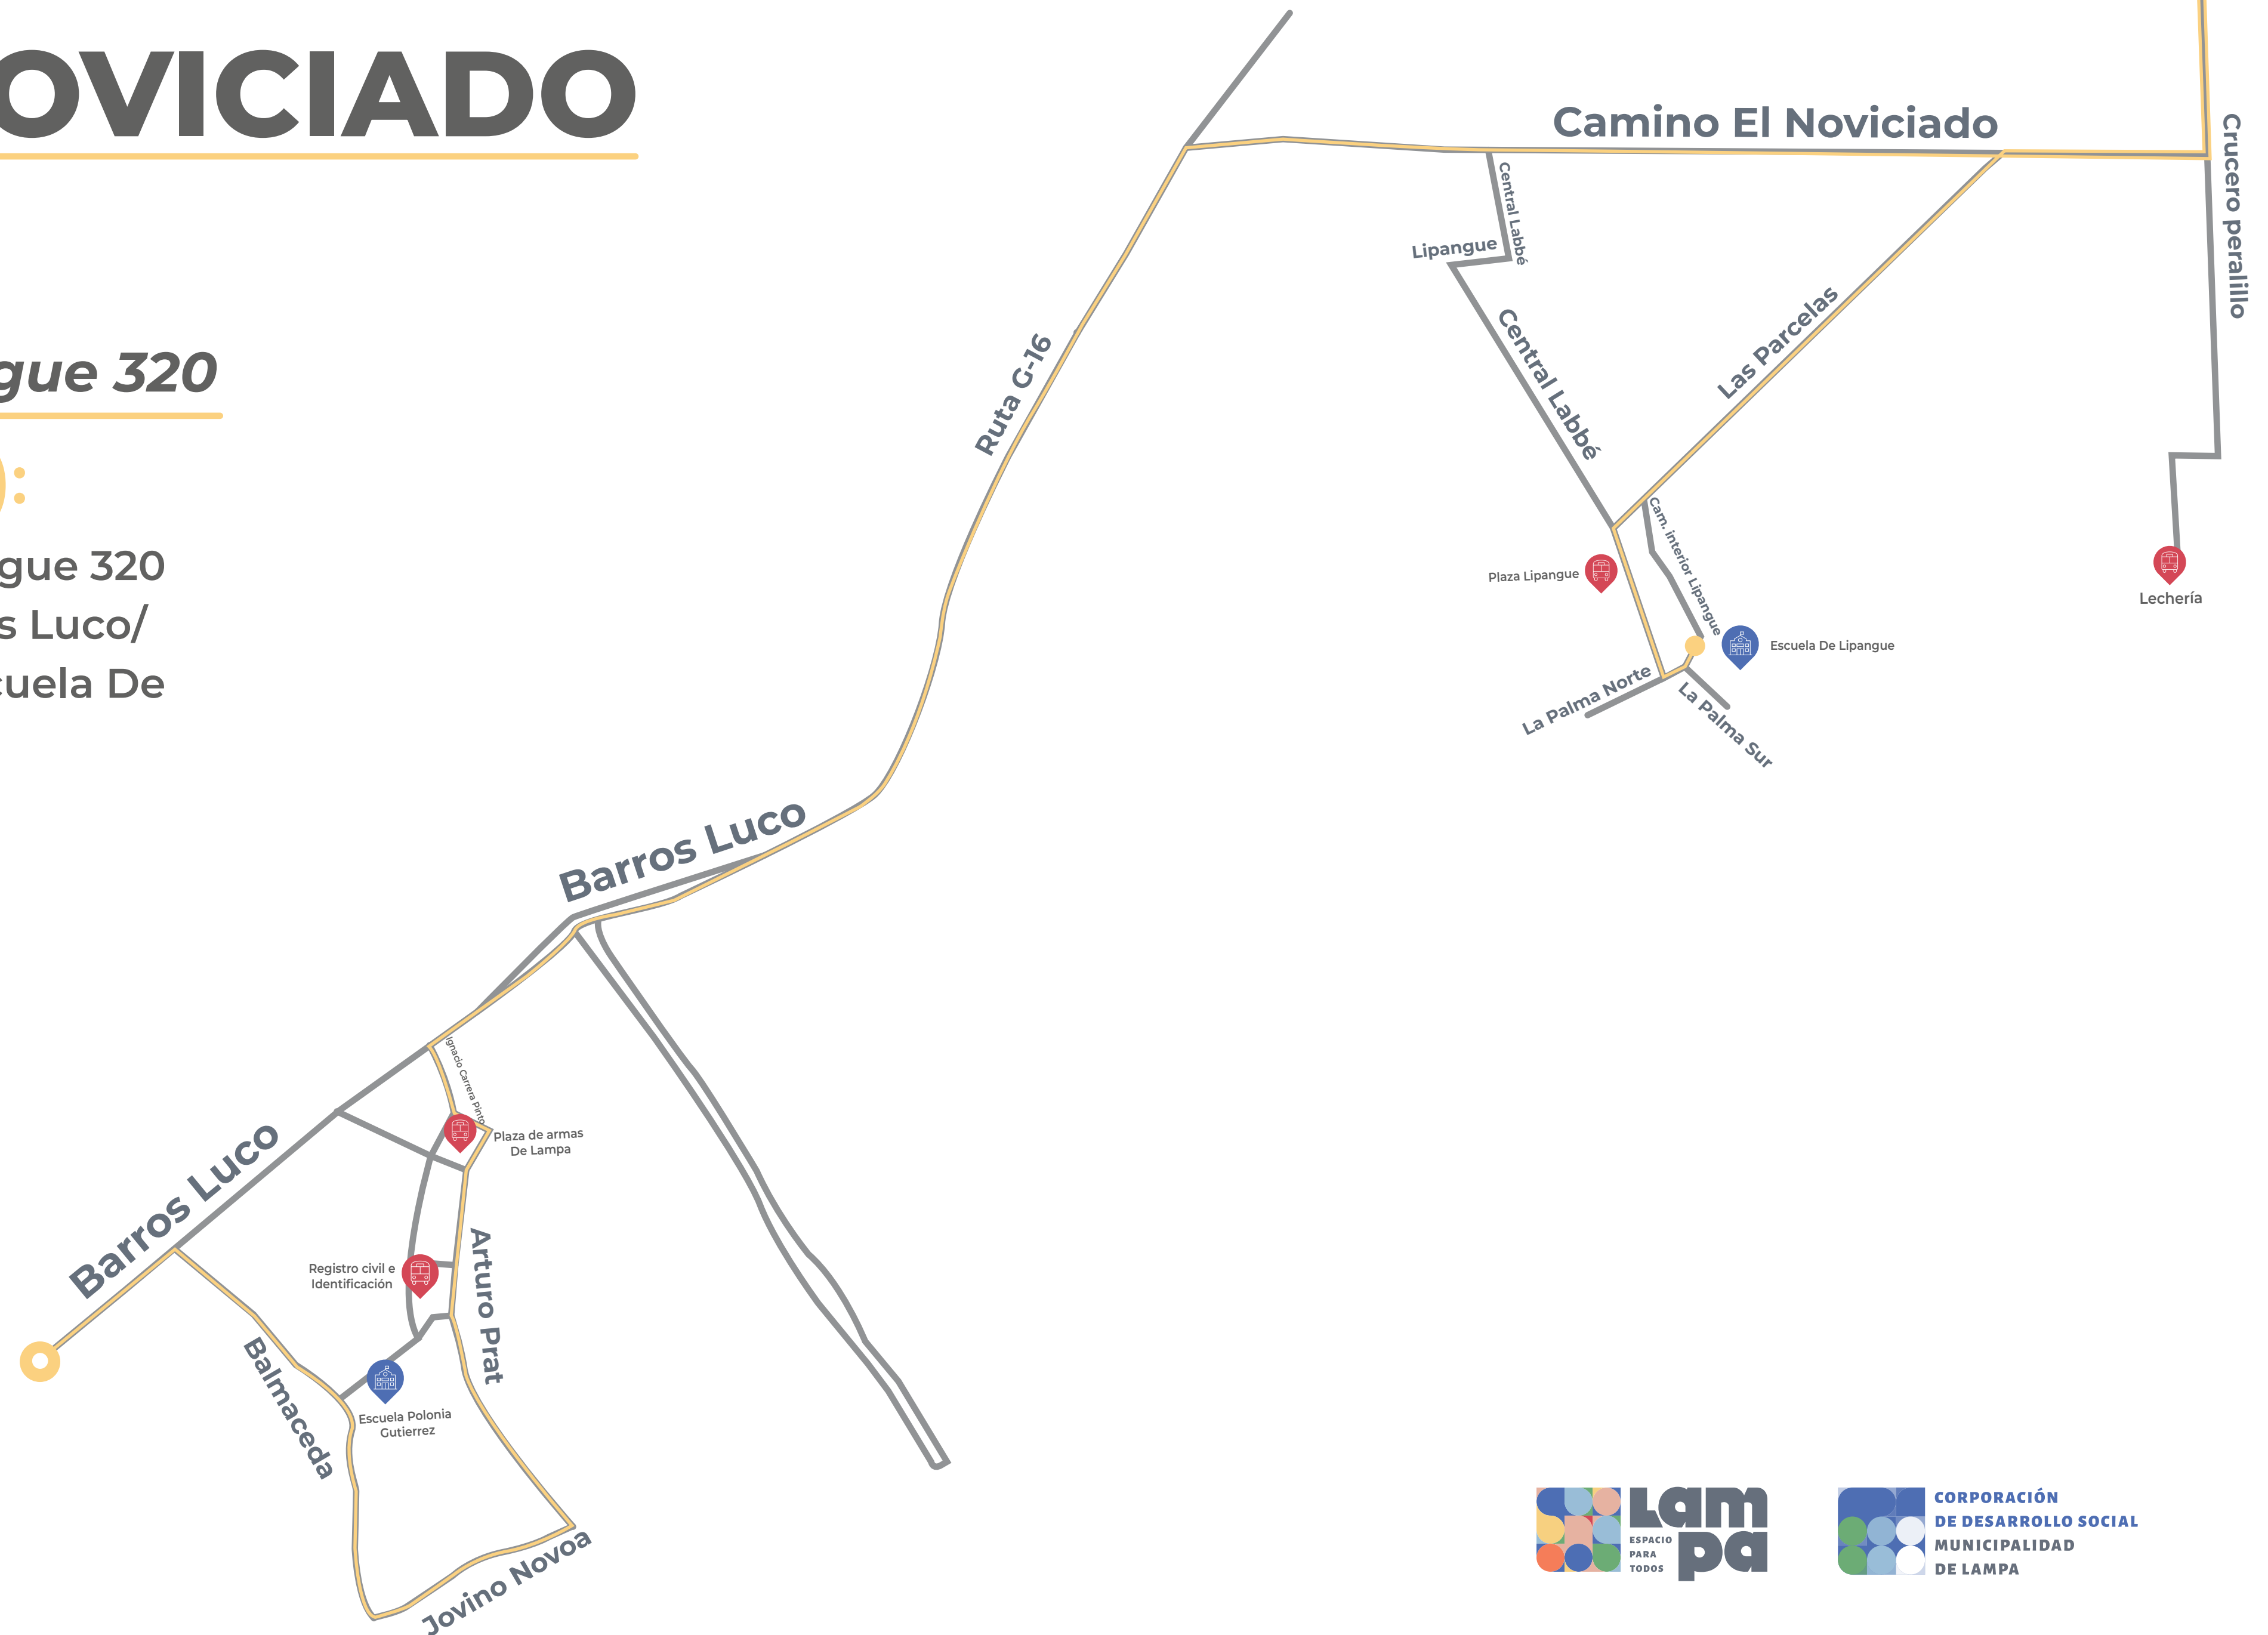 OVICIADO
gue 320
:
gue 320
s Luco/
cuela De
Camino El Noviciado
Crucero peralillo
Central Labbé
Lipangue
Central Labbé
Las Parcelas
Ruta G-16
Cam. interior Lipangue
Plaza Lipangue
Lechería
Escuela De Lipangue
La Palma Norte
La Palma Sur
Barros Luco
Ignacio Carrera Pinto
Plaza de armas
De Lampa
Barros Luco
Arturo Prat
Registro civil e
Identificación
Balmaceda
Escuela Polonia
Gutierrez
Jovino Novoa
Lam
pa
ESPACIO
PARA
TODOS
CORPORACIÓN
DE DESARROLLO SOCIAL
MUNICIPALIDAD
DE LAMPA